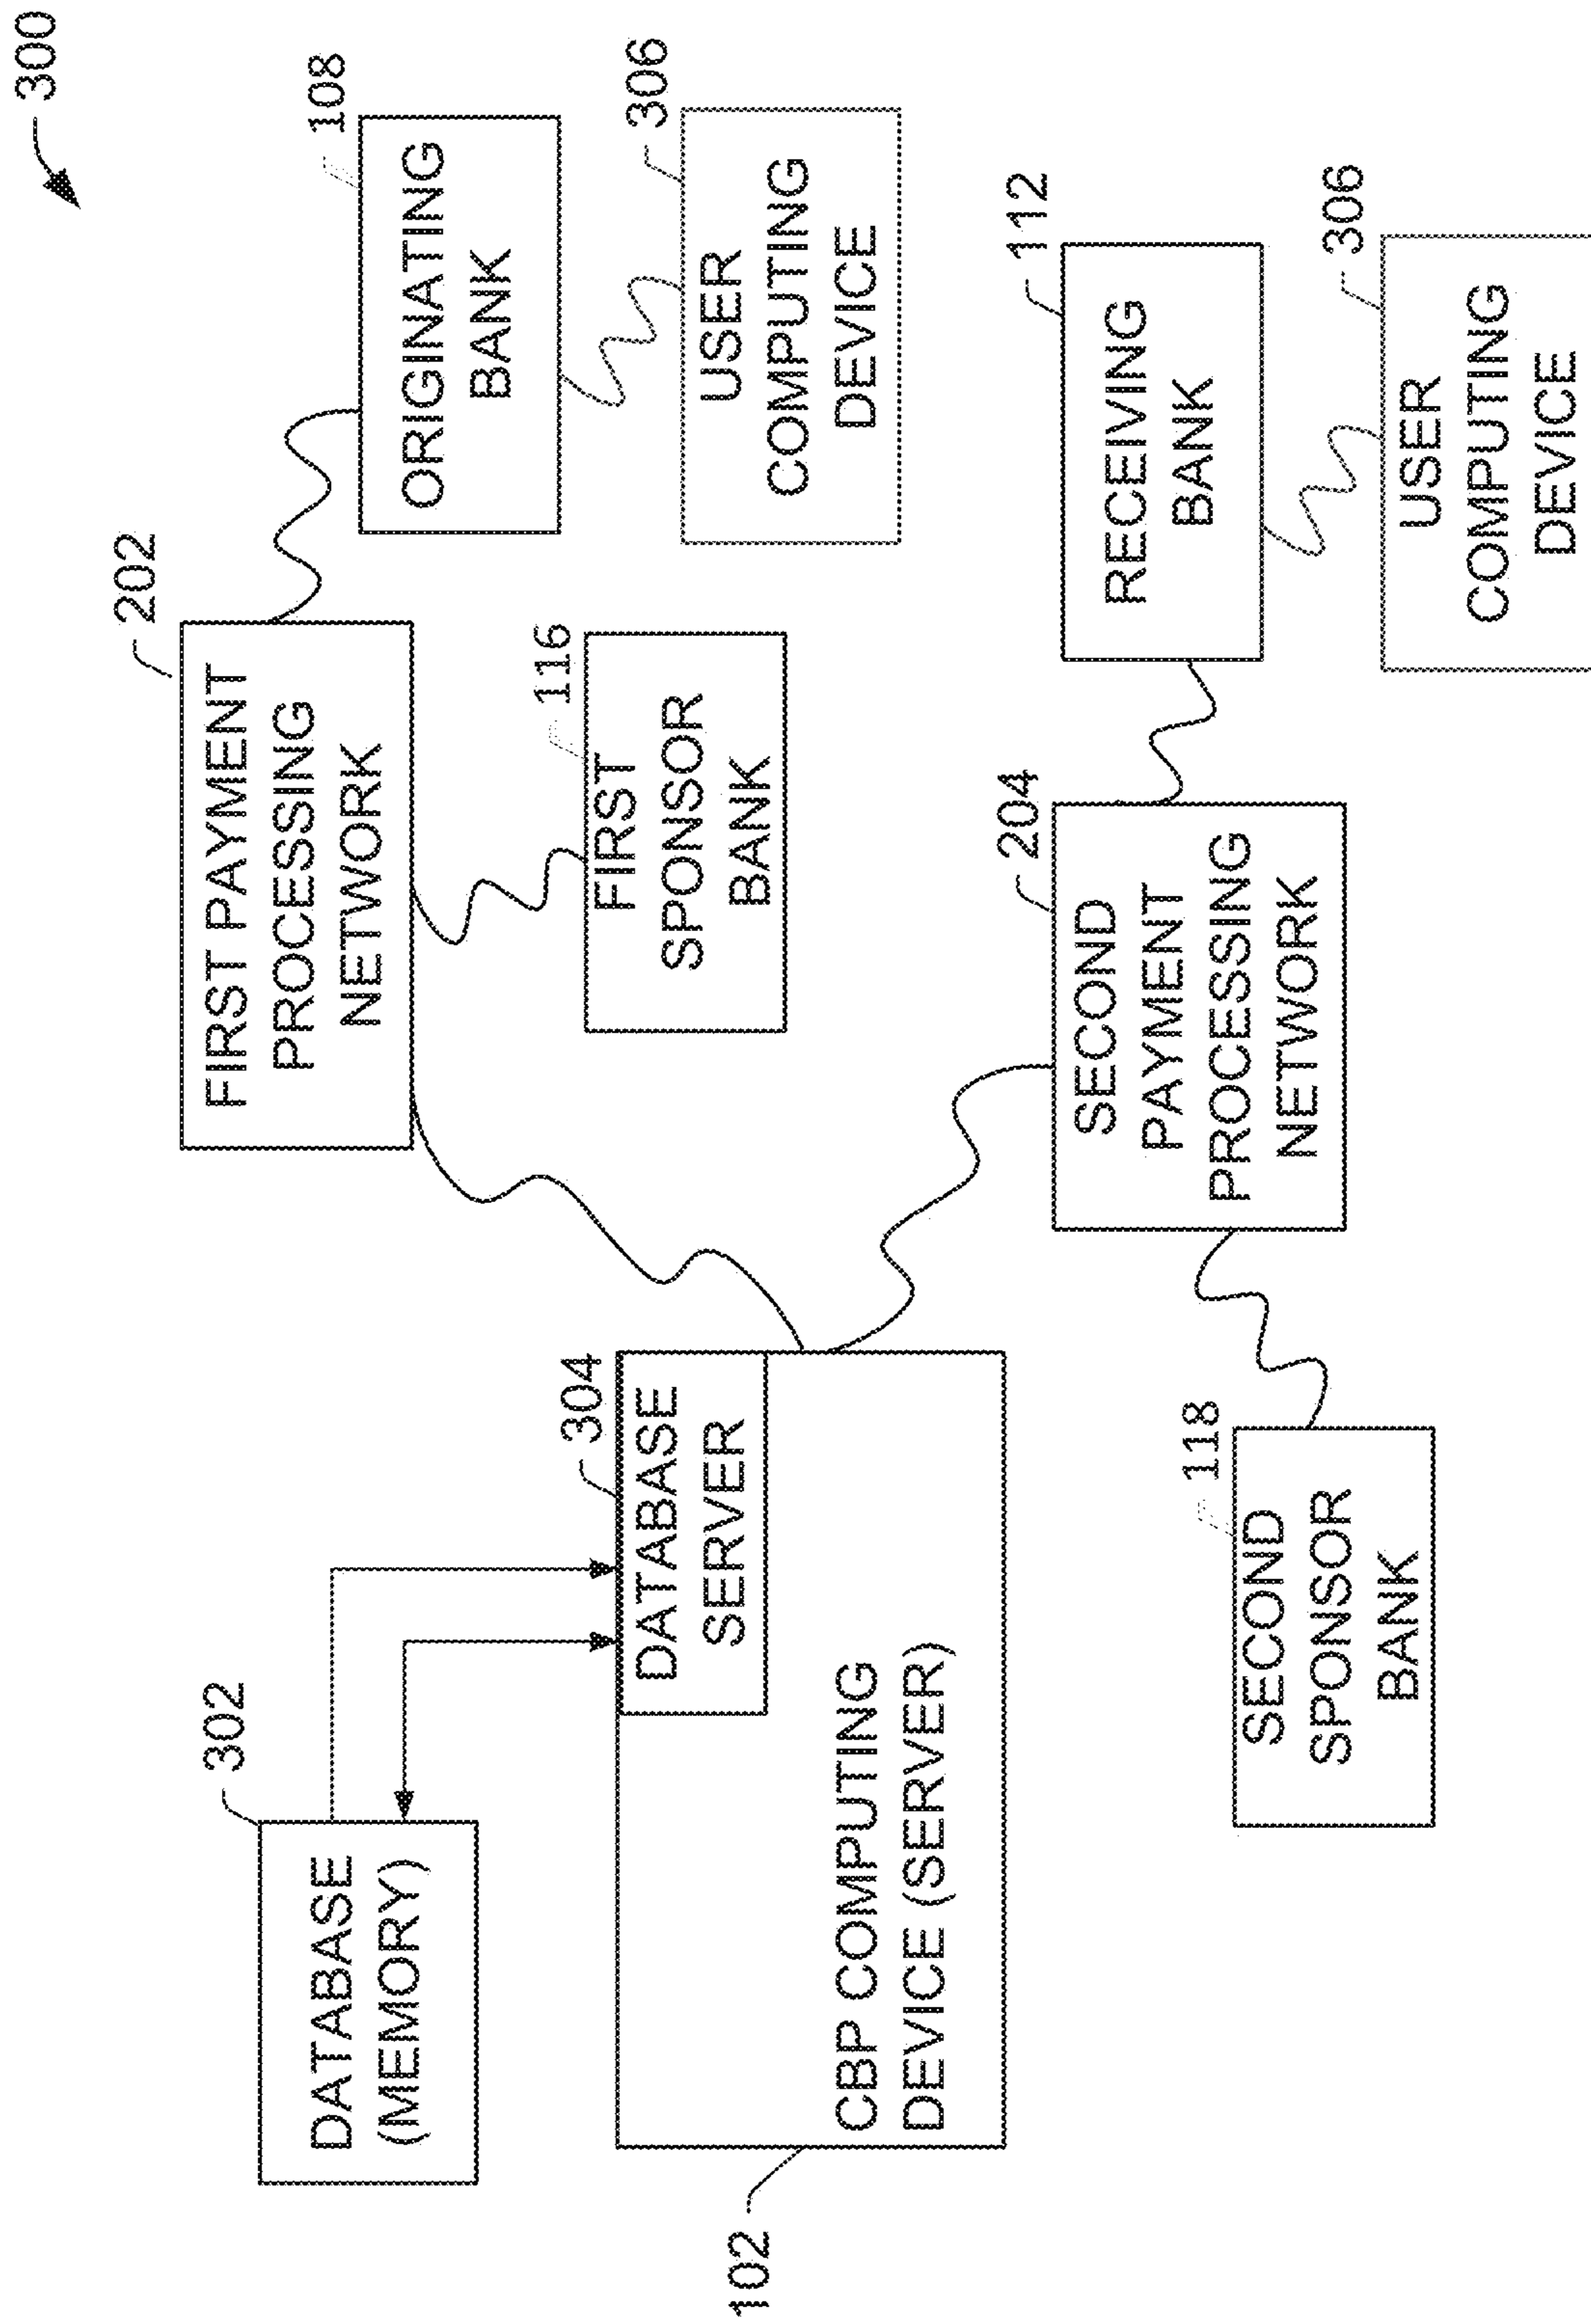 300
202
FIRST PAYMENT
PROCESSING
NETWORK
108
ORIGINATING
BANK
302
DATABASE
(MEMORY)
116
FIRST
SPONSOR
BANK
306
USER
COMPUTING
DEVICE
304
DATABASE
SERVER
102
CBP COMPUTING
DEVICE (SERVER)
204
SECOND
PAYMENT
PROCESSING
NETWORK
112
RECEIVING
BANK
118
SECOND
SPONSOR
BANK
306
USER
COMPUTING
DEVICE